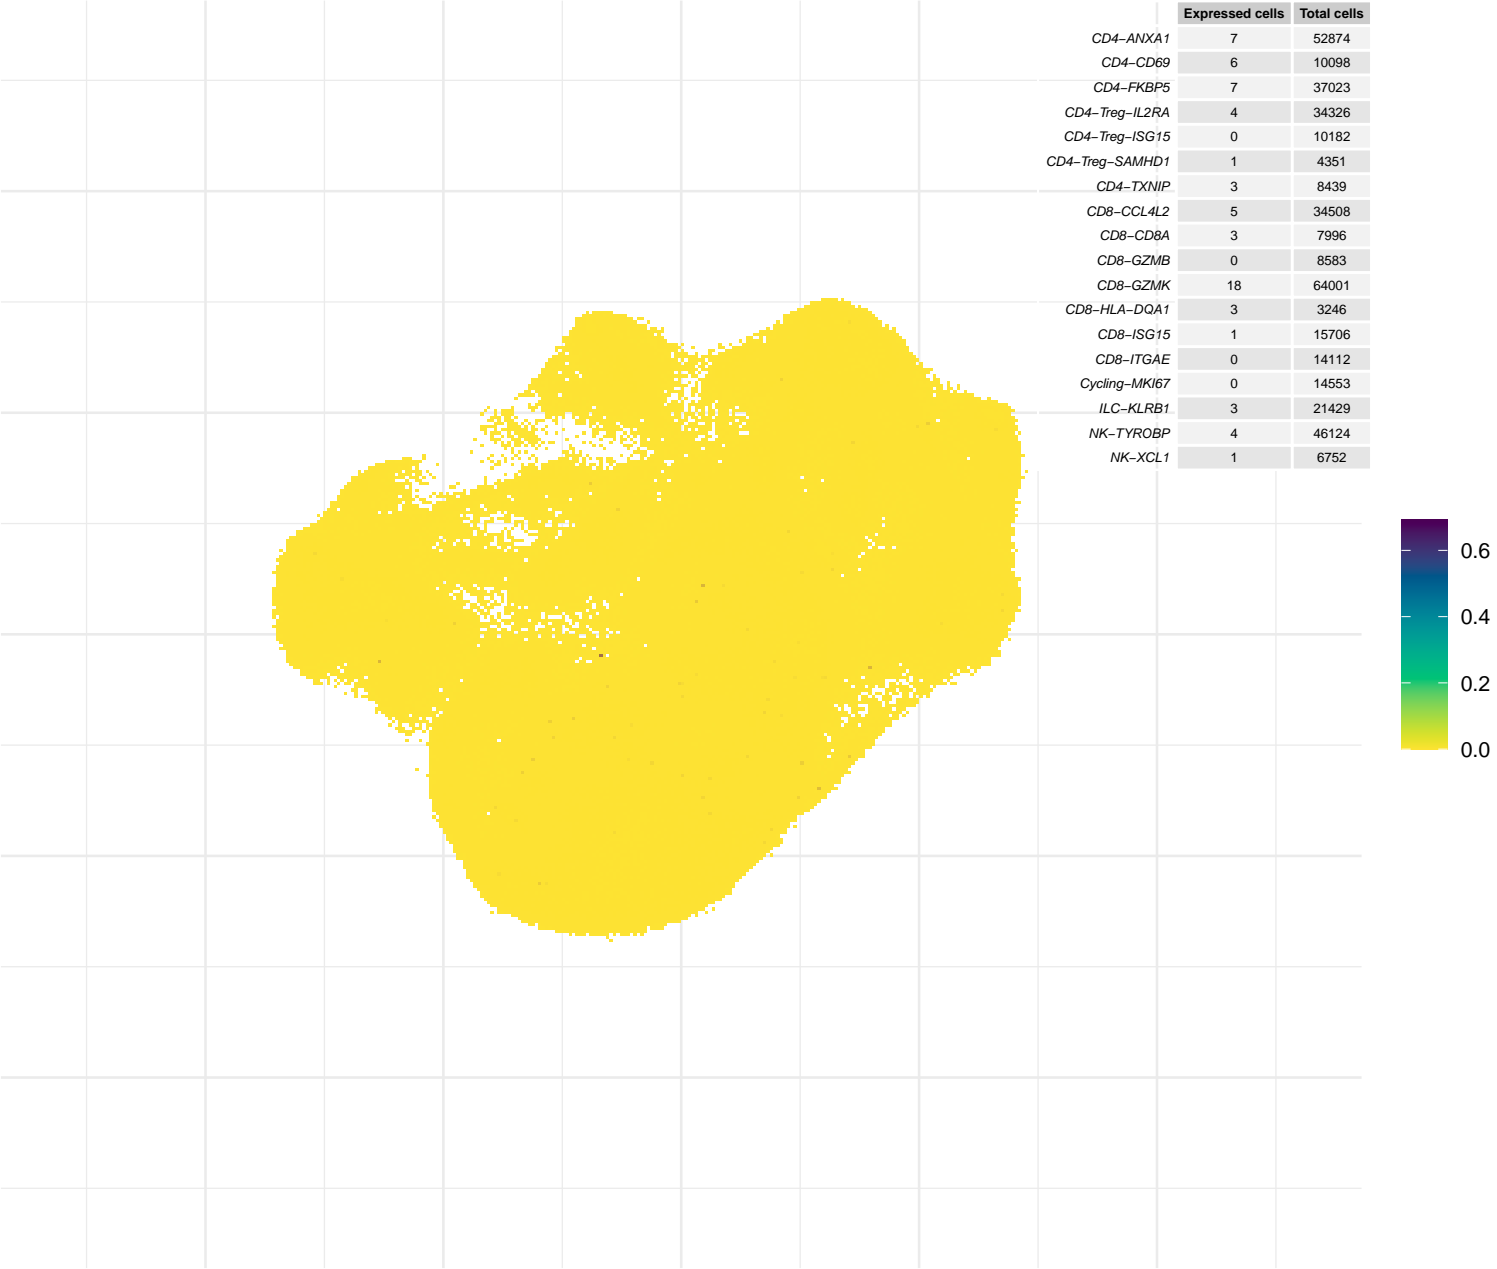 Expressed cells Total cells
CD4−ANXA1 7 52874
CD4−CD69 6 10098
CD4−FKBP5 7 37023
CD4−Treg−IL2RA 4 34326
CD4−Treg−ISG15 0 10182
CD4−Treg−SAMHD1 1 4351
CD4−TXNIP 3 8439
CD8−CCL4L2 5 34508
CD8−CD8A 3 7996
CD8−GZMB 0 8583
CD8−GZMK 18 64001
CD8−HLA−DQA1 3 3246
CD8−ISG15 1 15706
CD8−ITGAE 0 14112
Cycling−MKI67 0 14553
ILC−KLRB1 3 21429
NK−TYROBP 4 46124
NK−XCL1 1 6752
0.6
0.4
0.2
0.0